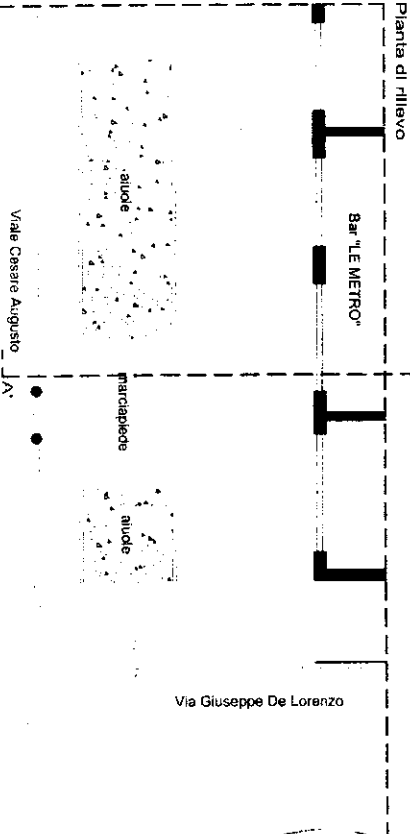 Pianta di rilievo
Bar "LE METRO"
aiuole
marciapiede
aiuole
Viale Cesare Augusto
A'
Via Giuseppe De Lorenzo